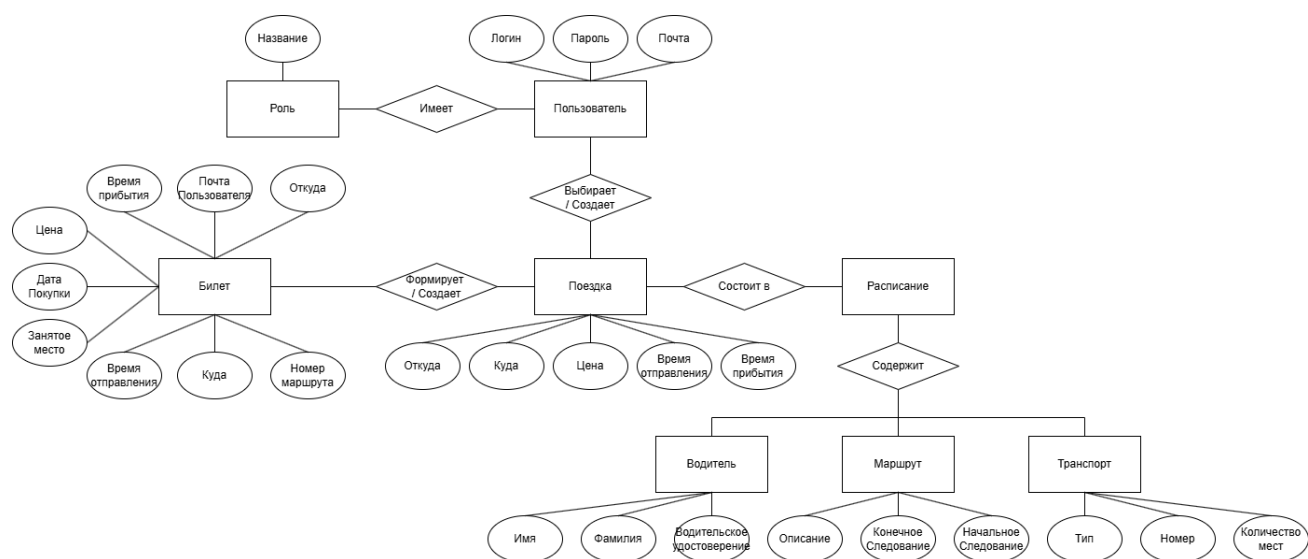 Название
Логин
Пароль
Почта
Роль
Имеет
Пользователь
Время
прибытия
Почта
Пользователя
Откуда
Выбирает
/ Создает
Цена
Дата
Покупки
Занятое
место
Билет
Формирует
/ Создает
Поездка
Состоит в
Расписание
Время
отправления
Куда
Номер
маршрута
Откуда
Куда
Цена
Время
отправления
Время
прибытия
Содержит
Водитель
Маршрут
Транспорт
Имя
Фамилия
Водительское
удостоверение
Описание
Конечное
Следование
Начальное
Следование
Тип
Номер
Количество
мест